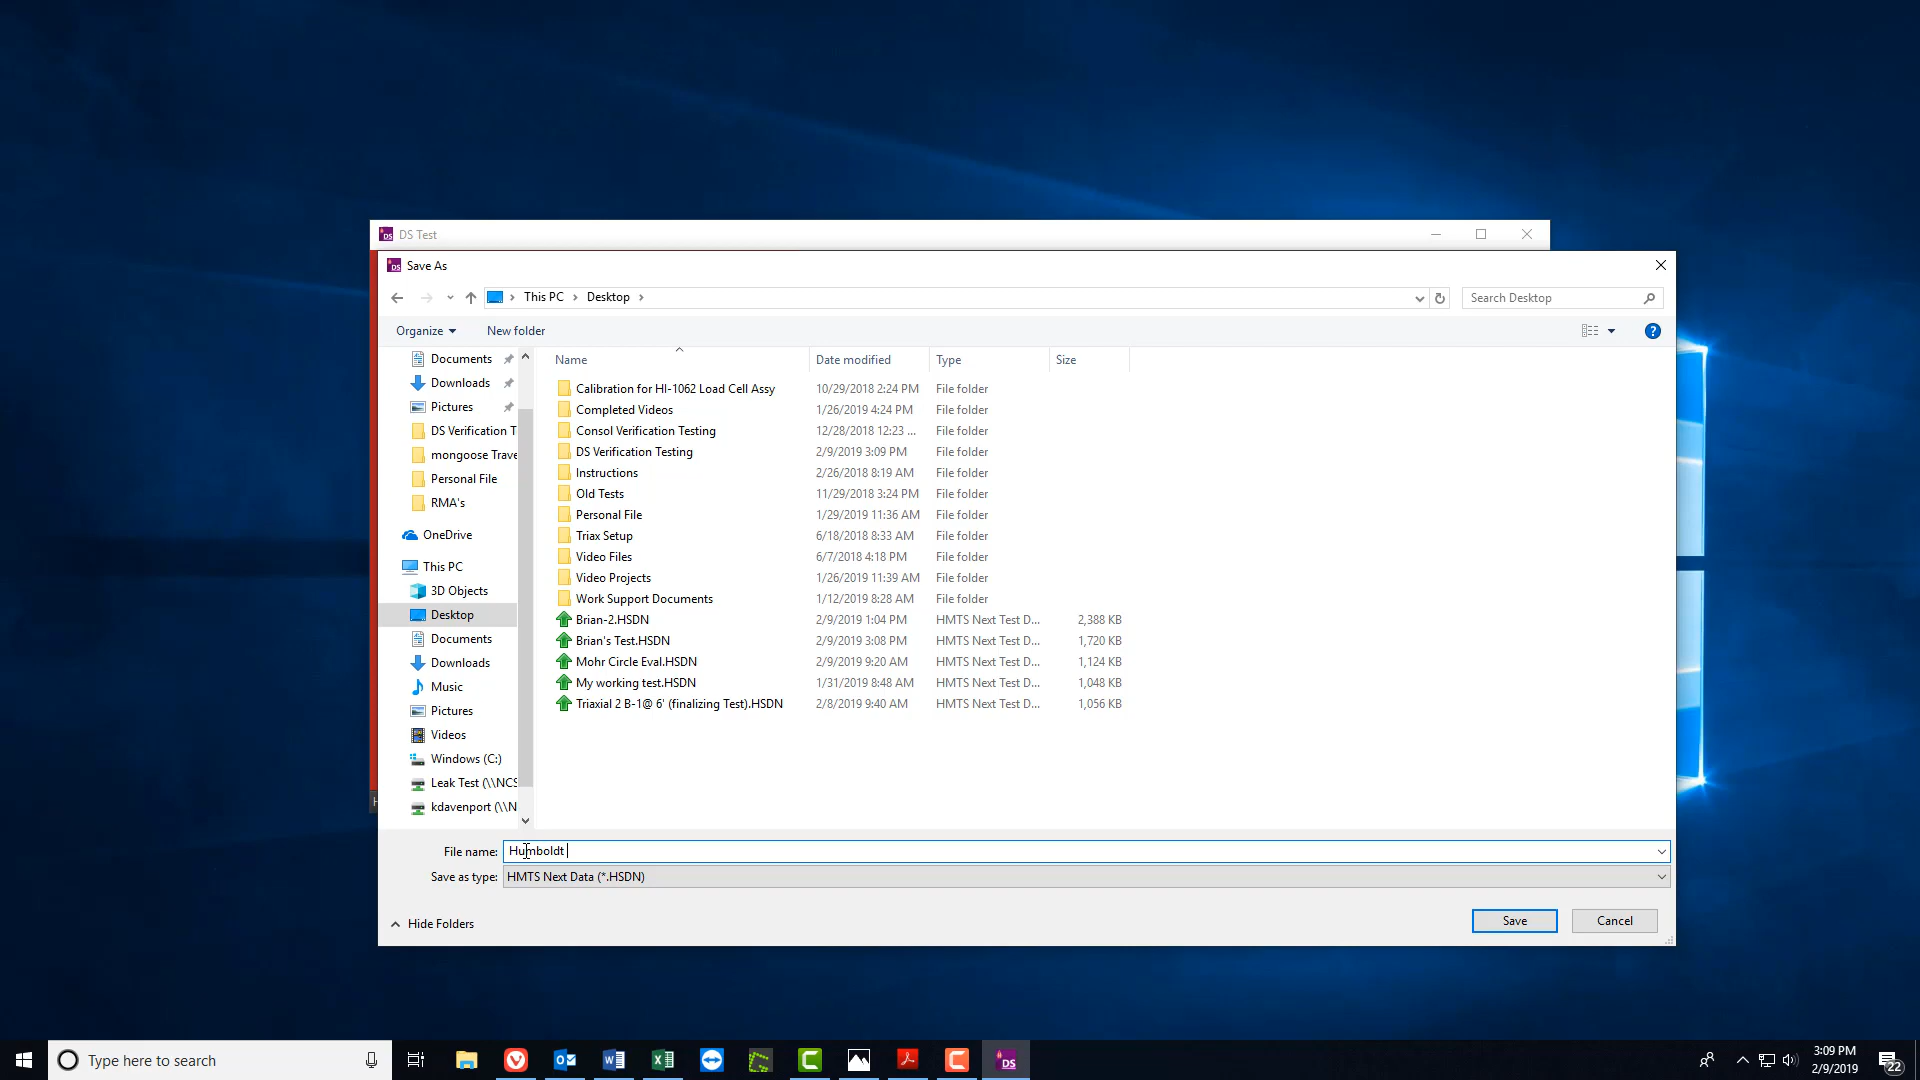 DS Test
Save As
This PC > Desktop >
Search Desktop
Organize
New folder
Name
Date modified
Type
Size
Documents
Downloads
Pictures
DS Verification T
mongoose Trave
Personal File
RMA's
OneDrive
This PC
3D Objects
Desktop
Documents
Downloads
Music
Pictures
Videos
Windows (C:)
Leak Test (\\NCS
kdavenport (\\N
Calibration for HI-1062 Load Cell Assy 10/29/2018 2:24 PM File folder
Completed Videos 1/26/2019 4:24 PM File folder
Consol Verification Testing 12/28/2018 12:23 ... File folder
DS Verification Testing 2/9/2019 3:09 PM File folder
Instructions 2/26/2018 8:19 AM File folder
Old Tests 11/29/2018 3:24 PM File folder
Personal File 1/29/2019 11:36 AM File folder
Triax Setup 6/18/2018 8:33 AM File folder
Video Files 6/7/2018 4:18 PM File folder
Video Projects 1/26/2019 11:39 AM File folder
Work Support Documents 1/12/2019 8:28 AM File folder
Brian-2.HSDN 2/9/2019 1:04 PM HMTS Next Test D... 2,388 KB
Brian's Test.HSDN 2/9/2019 3:08 PM HMTS Next Test D... 1,720 KB
Mohr Circle Eval.HSDN 2/9/2019 9:20 AM HMTS Next Test D... 1,124 KB
My working test.HSDN 1/31/2019 8:48 AM HMTS Next Test D... 1,048 KB
Triaxial 2 B-1@ 6' (finalizing Test).HSDN 2/8/2019 9:40 AM HMTS Next Test D... 1,056 KB
File name: Humboldt
Save as type: HMTS Next Data (*.HSDN)
Hide Folders
Save
Cancel
Type here to search
DS
3:09 PM
2/9/2019
22